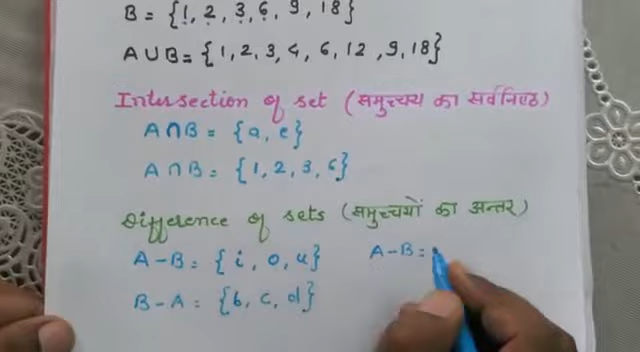 B = {1, 2, 3, 6, 9, 18}
A∪B = {1, 2, 3, 4, 6, 12, 9, 18}
Intersection of set (समुच्चय का सर्वनिष्ठ)
A∩B = {a, e}
A∩B = {1, 2, 3, 6}
Difference of sets (समुच्चयों का अन्तर)
A-B = {i, o, u} A-B =
B-A = {b, c, d}